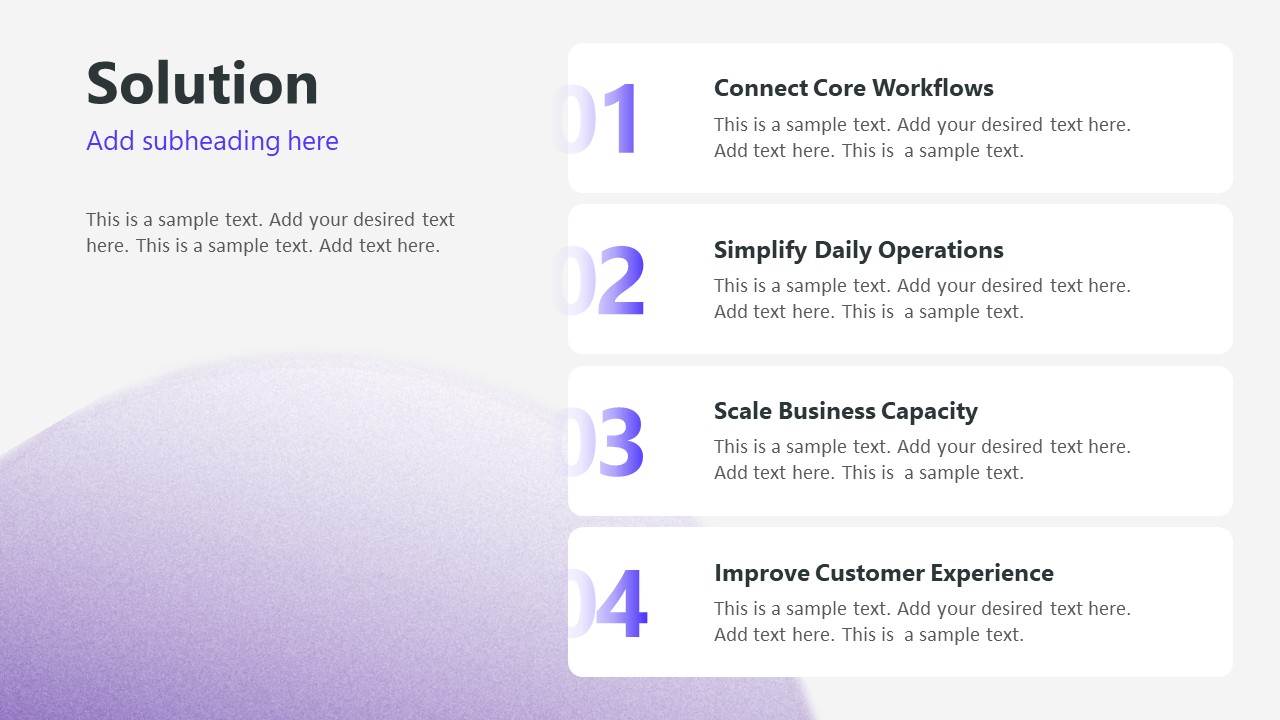 Solution
Add subheading here
This is a sample text. Add your desired text
here. This is a sample text. Add text here.
01
Connect Core Workflows
This is a sample text. Add your desired text here.
Add text here. This is  a sample text.
02
Simplify Daily Operations
This is a sample text. Add your desired text here.
Add text here. This is  a sample text.
03
Scale Business Capacity
This is a sample text. Add your desired text here.
Add text here. This is  a sample text.
04
Improve Customer Experience
This is a sample text. Add your desired text here.
Add text here. This is  a sample text.